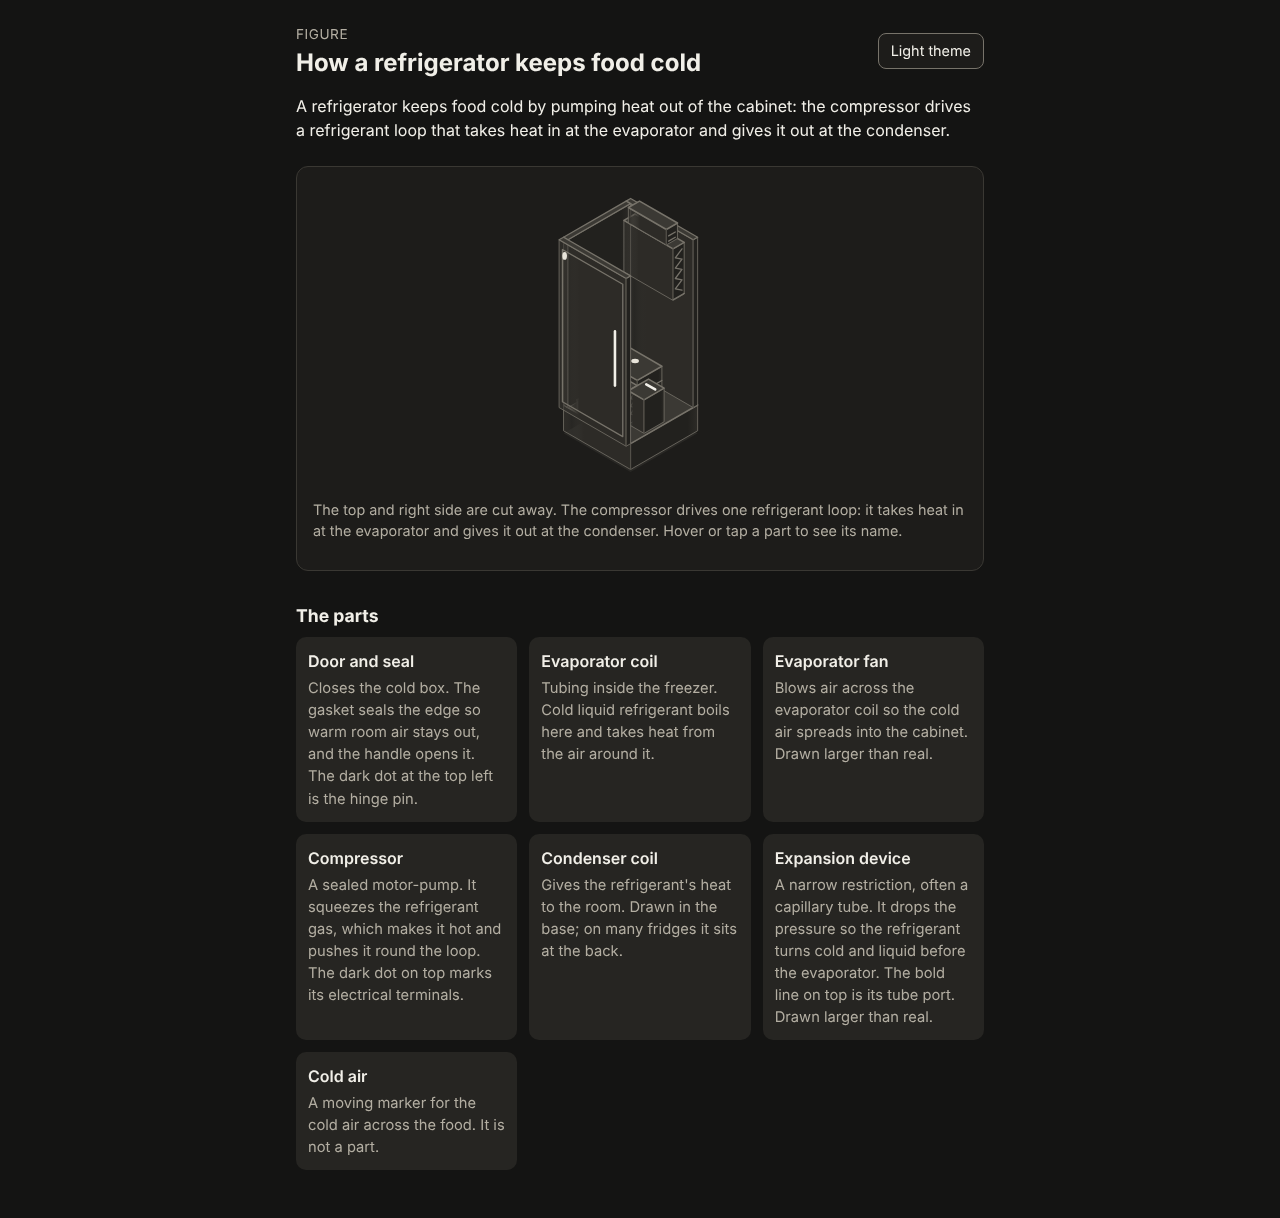 FIGURE
How a refrigerator keeps food cold
Light theme
A refrigerator keeps food cold by pumping heat out of the cabinet: the compressor drives
a refrigerant loop that takes heat in at the evaporator and gives it out at the condenser.
The top and right side are cut away. The compressor drives one refrigerant loop: it takes heat in
at the evaporator and gives it out at the condenser. Hover or tap a part to see its name.
The parts
Door and seal
Closes the cold box. The
gasket seals the edge so
warm room air stays out,
and the handle opens it.
The dark dot at the top left
is the hinge pin.
Evaporator coil
Tubing inside the freezer.
Cold liquid refrigerant boils
here and takes heat from
the air around it.
Evaporator fan
Blows air across the
evaporator coil so the cold
air spreads into the cabinet.
Drawn larger than real.
Compressor
A sealed motor-pump. It
squeezes the refrigerant
gas, which makes it hot and
pushes it round the loop.
The dark dot on top marks
its electrical terminals.
Condenser coil
Gives the refrigerant's heat
to the room. Drawn in the
base; on many fridges it sits
at the back.
Expansion device
A narrow restriction, often a
capillary tube. It drops the
pressure so the refrigerant
turns cold and liquid before
the evaporator. The bold
line on top is its tube port.
Drawn larger than real.
Cold air
A moving marker for the
cold air across the food. It is
not a part.